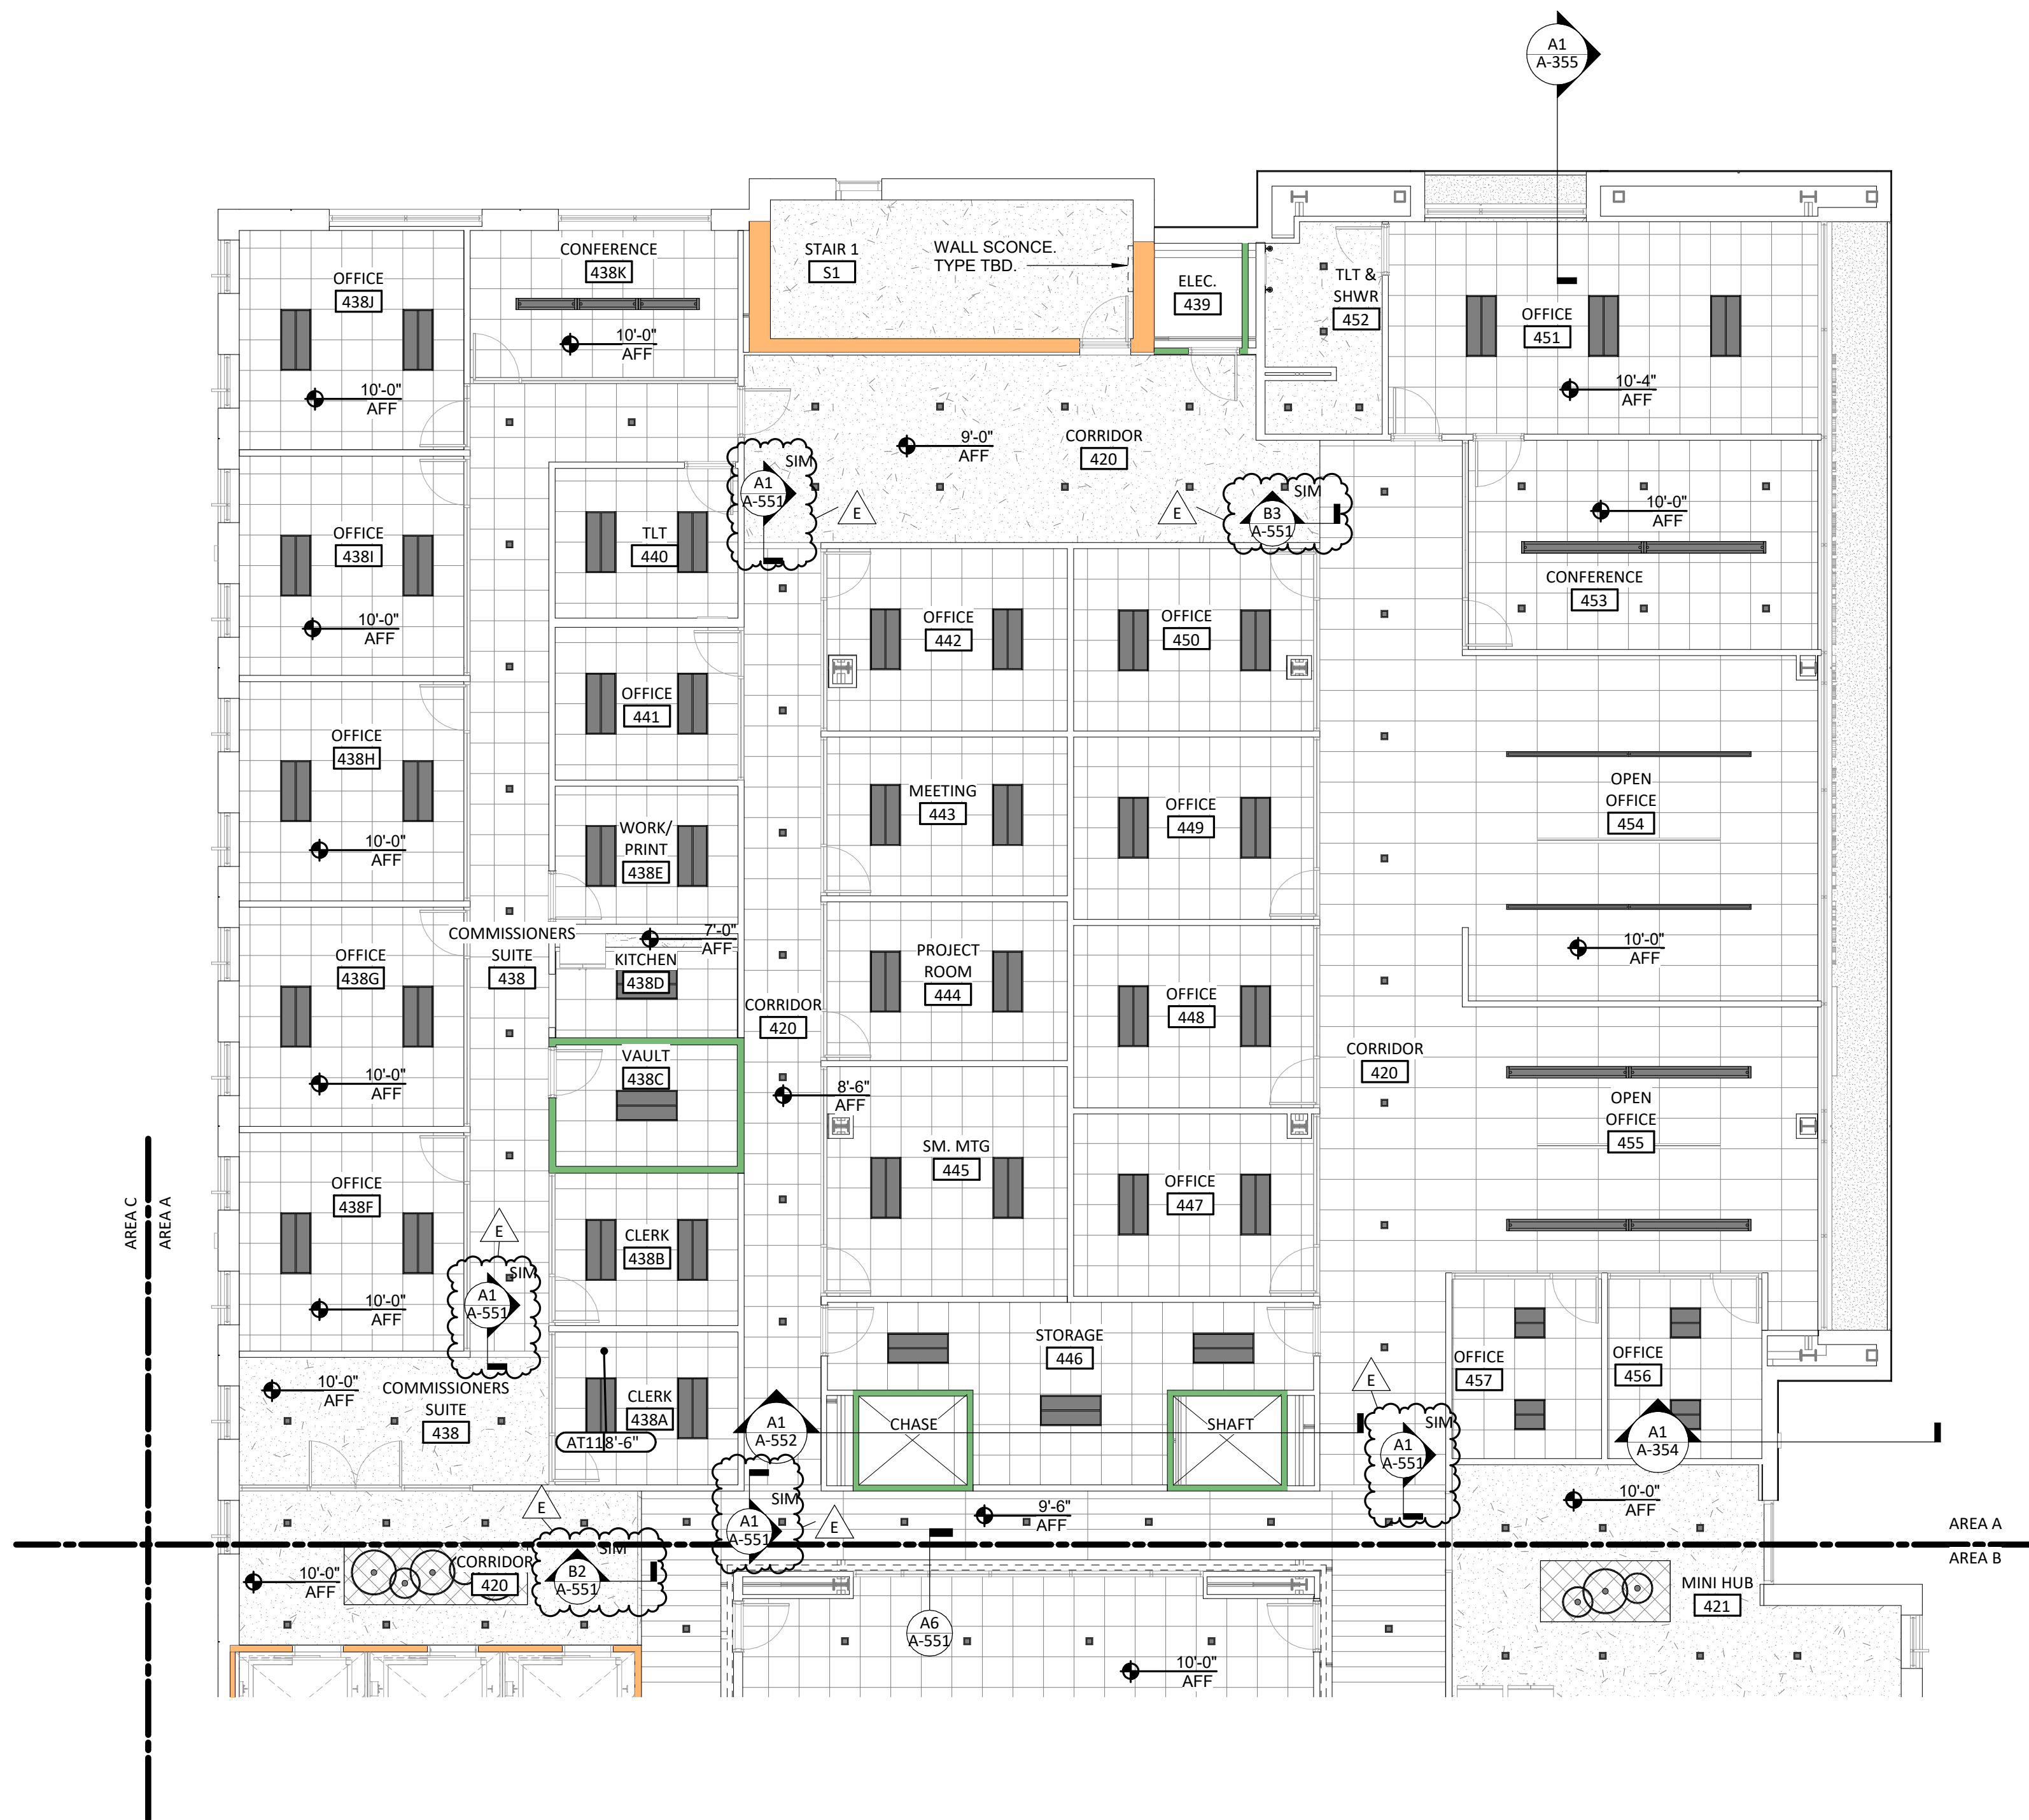 A1
A-355
STAIR 1
S1
WALL SCONCE.
TYPE TBD.
ELEC.
439
TLT &
SHWR
452
OFFICE
451
10'-4"
AFF
OFFICE
438J
10'-0"
AFF
CONFERENCE
438K
10'-0"
AFF
9'-0"
AFF
CORRIDOR
420
SIM
A1
A-551
E
E
SIM
B3
A-551
10'-0"
AFF
CONFERENCE
453
OFFICE
438I
10'-0"
AFF
TLT
440
OFFICE
442
OFFICE
450
OFFICE
441
OFFICE
438H
10'-0"
AFF
WORK/
PRINT
438E
MEETING
443
OFFICE
449
OPEN
OFFICE
454
10'-0"
AFF
COMMISSIONERS
SUITE
438
7'-0"
AFF
KITCHEN
438D
OFFICE
438G
10'-0"
AFF
CORRIDOR
420
PROJECT
ROOM
444
OFFICE
448
VAULT
438C
8'-6"
AFF
CORRIDOR
420
OPEN
OFFICE
455
SM. MTG
445
OFFICE
447
AREA C
AREA A
OFFICE
438F
10'-0"
AFF
E
SIM
A1
A-551
CLERK
438B
STORAGE
446
OFFICE
457
OFFICE
456
10'-0"
AFF
COMMISSIONERS
SUITE
438
CLERK
438A
AT1 8'-6"
A1
A-552
CHASE
SHAFT
E
SIM
A1
A-551
A1
A-354
E
SIM
A1
A-551
E
9'-6"
AFF
10'-0"
AFF
AREA A
AREA B
10'-0"
AFF
CORRIDOR
420
SIM
B2
A-551
A6
A-551
10'-0"
AFF
MINI HUB
421